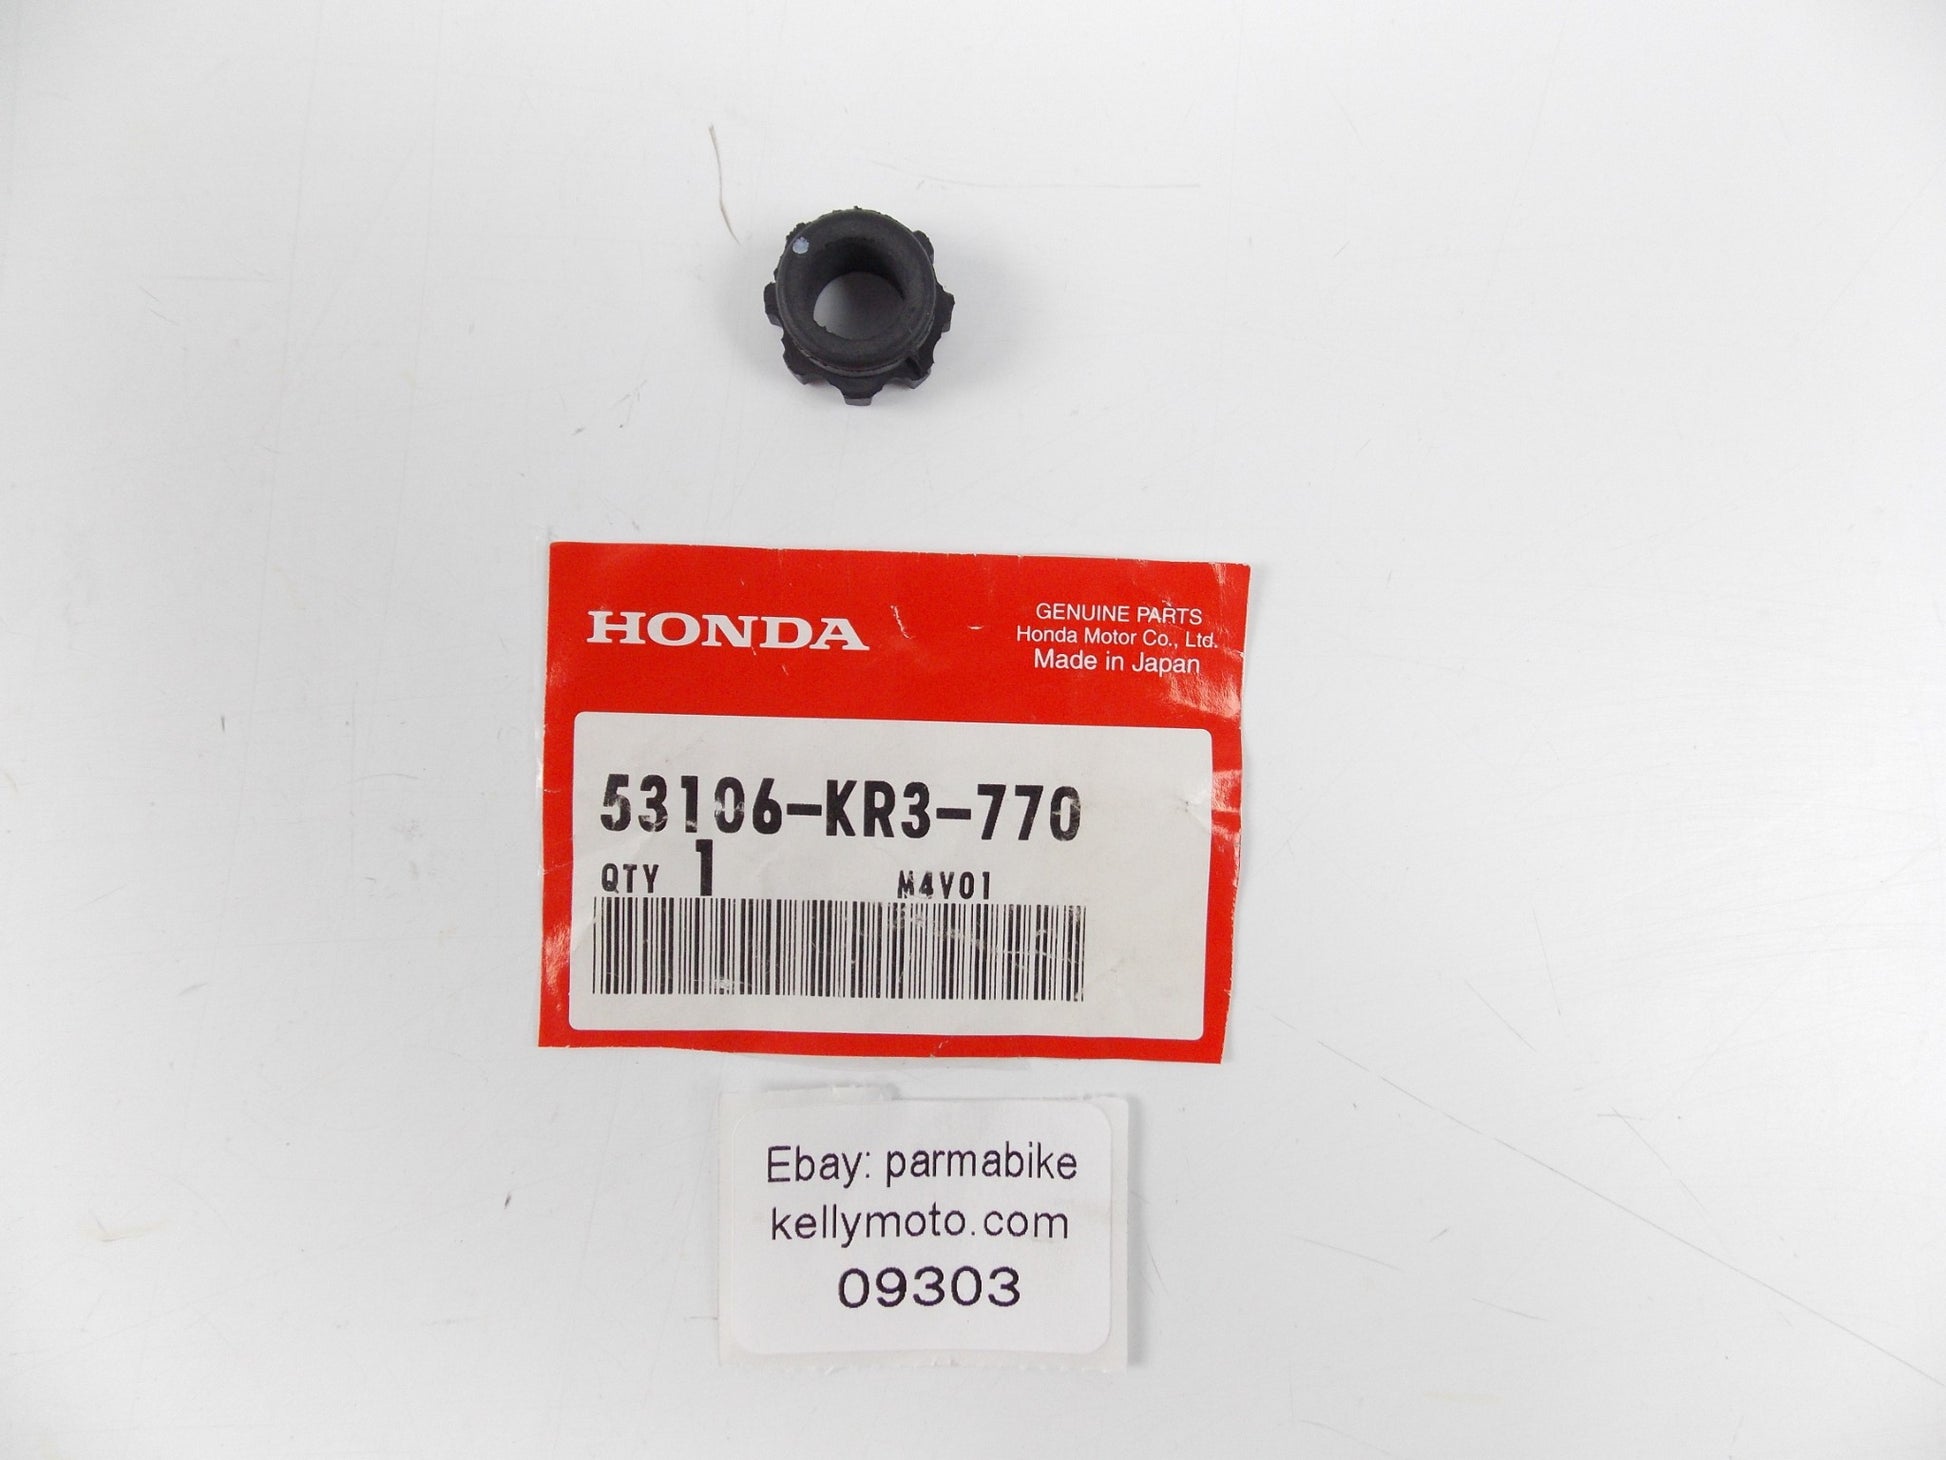 HONDA
GENUINE PARTS
Honda Motor Co., Ltd.
Made in Japan
53106-KR3-770
QTY 1 M4V01
Ebay: parmabike
kellymoto.com
09303